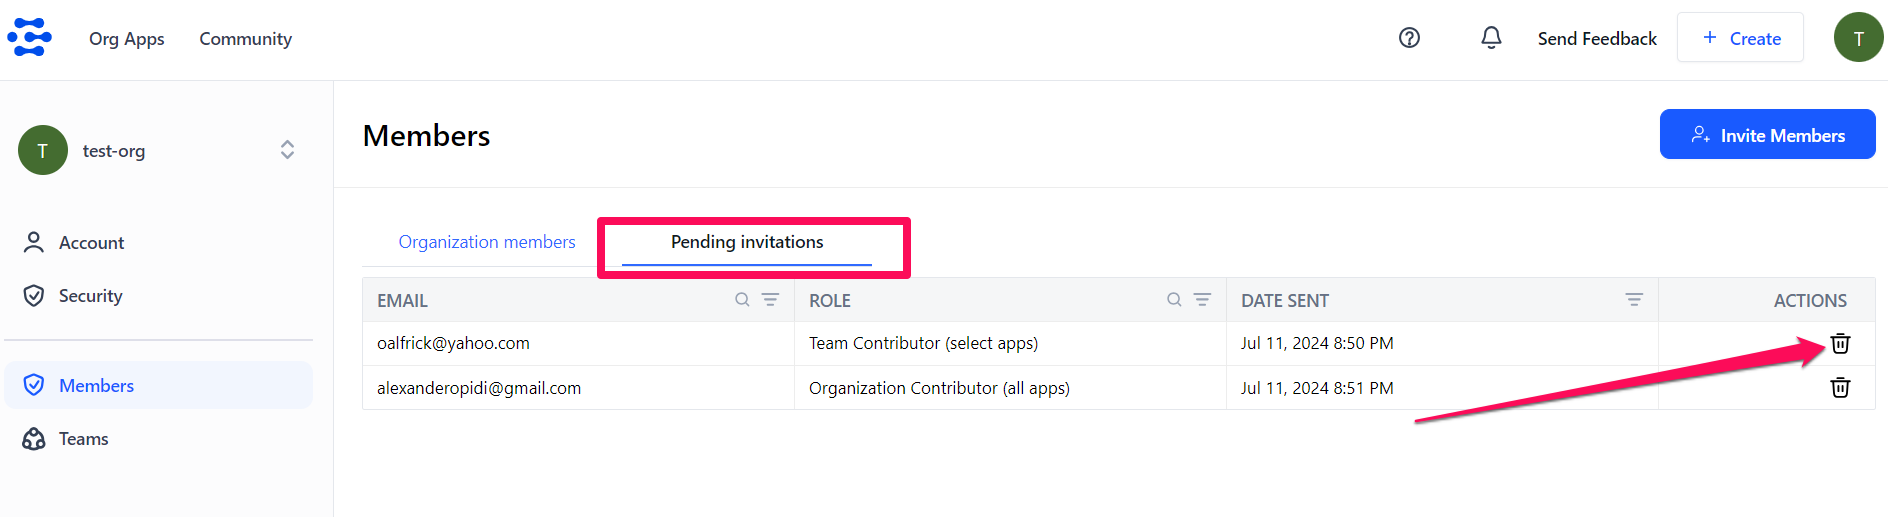 Org Apps Community Send Feedback + Create T
T test-org
Members
Invite Members
Account
Security
Members
Teams
Organization members Pending invitations
EMAIL ROLE DATE SENT ACTIONS
oalfrick@yahoo.com Team Contributor (select apps) Jul 11, 2024 8:50 PM
alexanderopidi@gmail.com Organization Contributor (all apps) Jul 11, 2024 8:51 PM